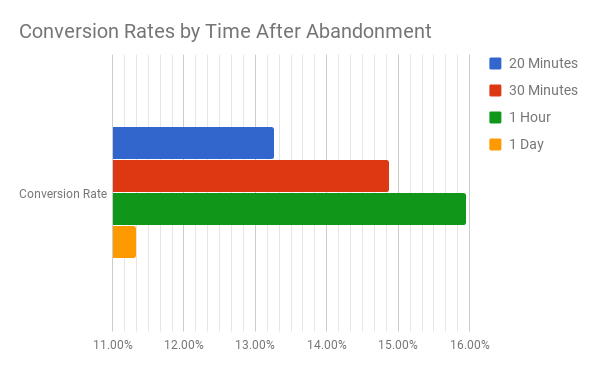 Conversion Rates by Time After Abandonment
20 Minutes
30 Minutes
1 Hour
1 Day
Conversion Rate
11.00% 12.00% 13.00% 14.00% 15.00% 16.00%